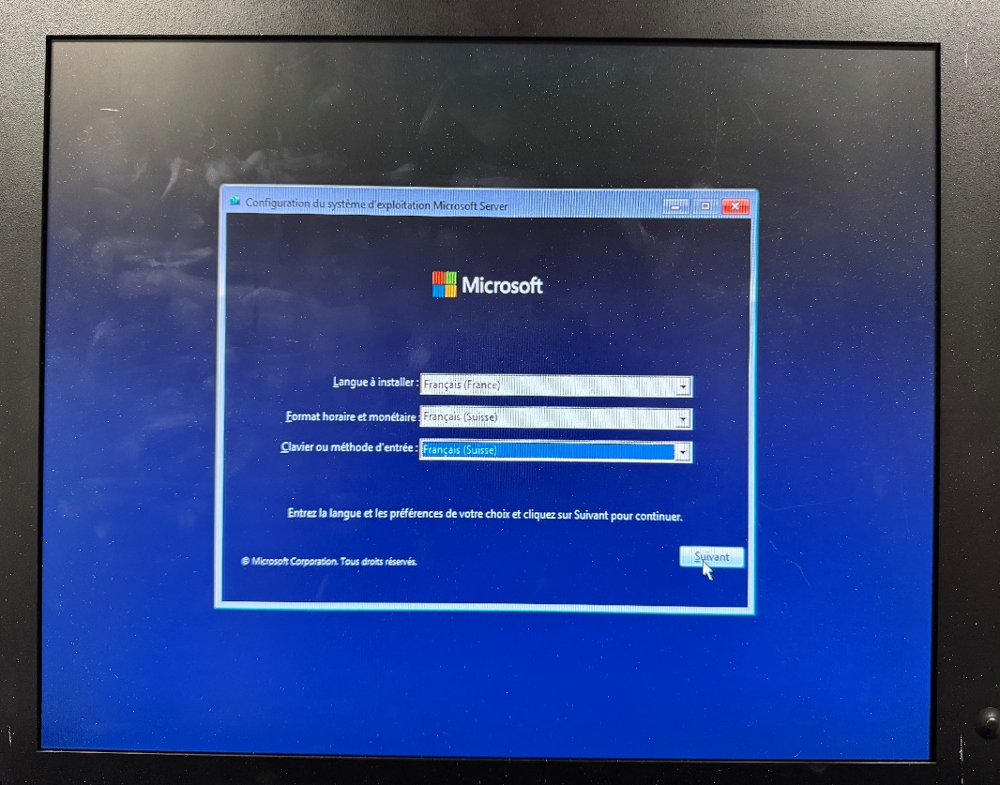 Configuration du système d'exploitation Microsoft Server
Microsoft
Langue à installer : Français (France)
Format horaire et monétaire : Français (Suisse)
Clavier ou méthode d'entrée : Français (Suisse)
Entrez la langue et les préférences de votre choix et cliquez sur Suivant pour continuer.
© Microsoft Corporation. Tous droits réservés.
Suivant